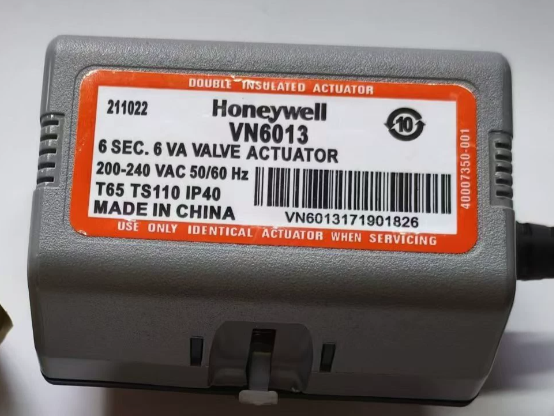 DOUBLE INSULATED ACTUATOR
211022
Honeywell
10
VN6013
6 SEC. 6 VA VALVE ACTUATOR
200-240 VAC 50/60 Hz
T65 TS110 IP40
MADE IN CHINA
VN6013171901826
40007350-001
USE ONLY IDENTICAL ACTUATOR WHEN SERVICING